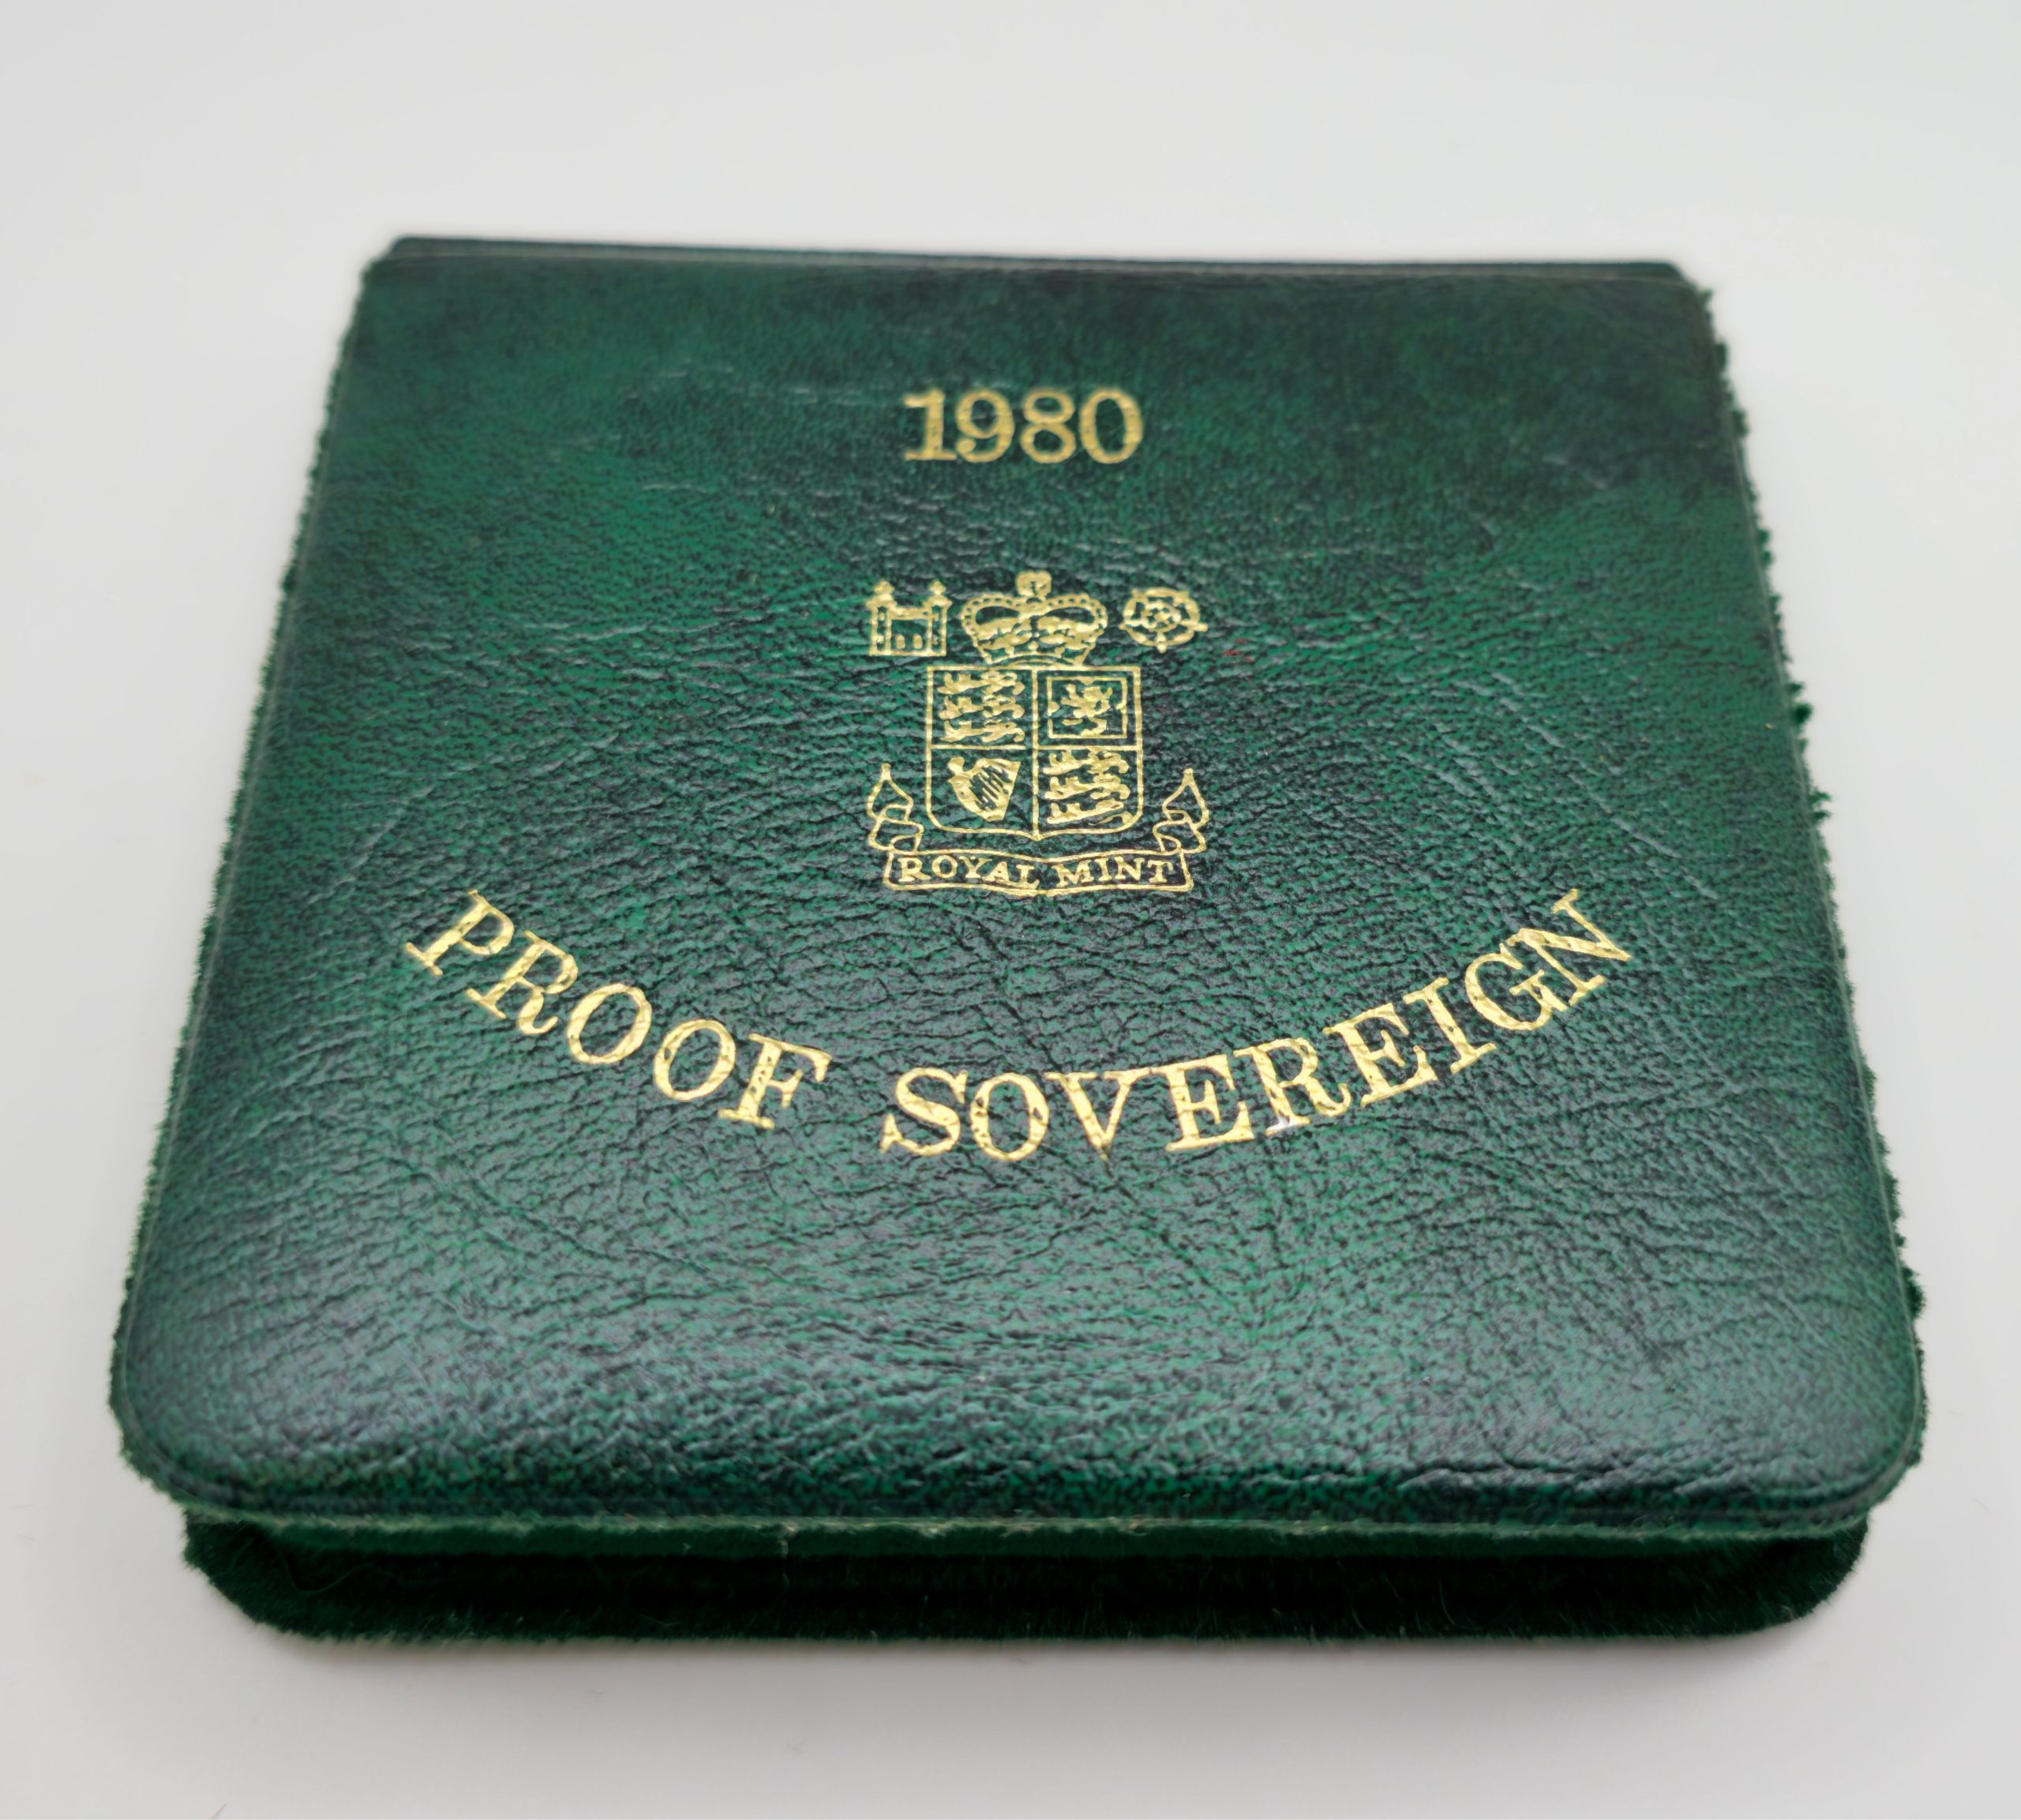 1980
ROYAL MINT
PROOF SOVEREIGN